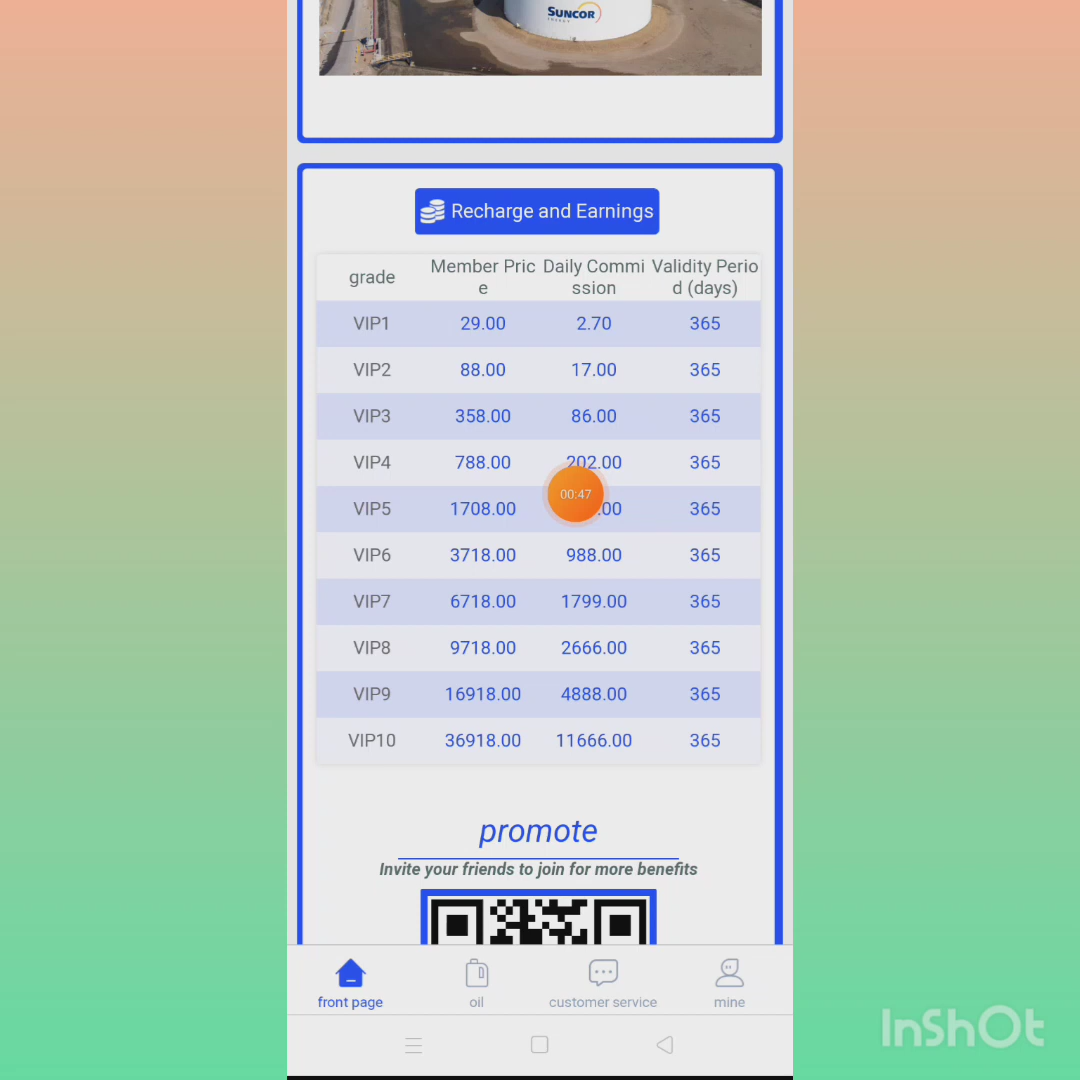 SUNCOR
ENERGY
Recharge and Earnings
grade Member Pric Daily Commi Validity Perio
e ssion d (days)
VIP1 29.00 2.70 365
VIP2 88.00 17.00 365
VIP3 358.00 86.00 365
VIP4 788.00 202.00 365
00:47
VIP5 1708.00 .00 365
VIP6 3718.00 988.00 365
VIP7 6718.00 1799.00 365
VIP8 9718.00 2666.00 365
VIP9 16918.00 4888.00 365
VIP10 36918.00 11666.00 365
promote
Invite your friends to join for more benefits
front page oil customer service mine
InShOt